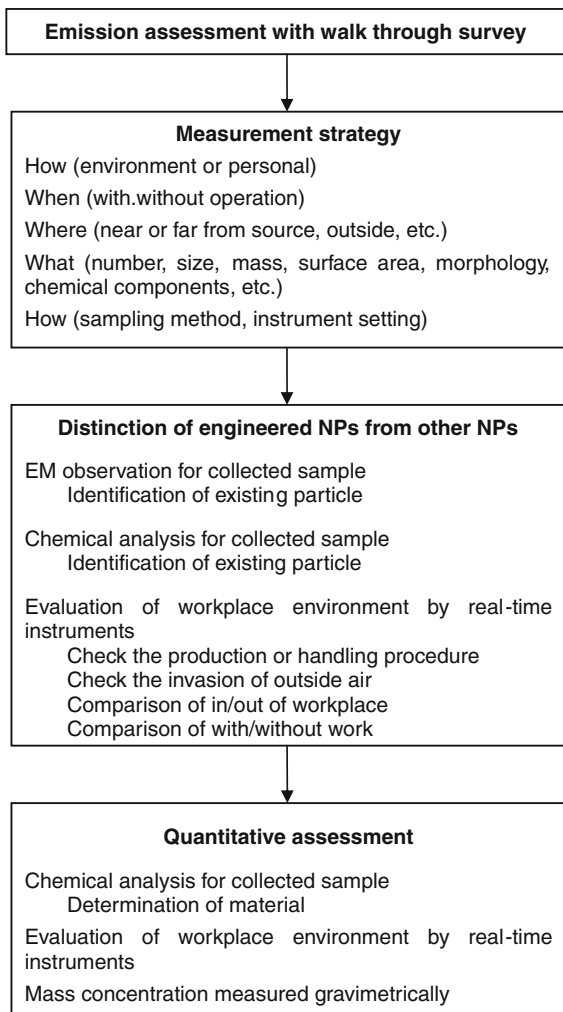 Emission assessment with walk through survey
Measurement strategy
How (environment or personal)
When (with.without operation)
Where (near or far from source, outside, etc.)
What (number, size, mass, surface area, morphology,
chemical components, etc.)
How (sampling method, instrument setting)
Distinction of engineered NPs from other NPs
EM observation for collected sample
Identification of existing particle
Chemical analysis for collected sample
Identification of existing particle
Evaluation of workplace environment by real-time
instruments
Check the production or handling procedure
Check the invasion of outside air
Comparison of in/out of workplace
Comparison of with/without work
Quantitative assessment
Chemical analysis for collected sample
Determination of material
Evaluation of workplace environment by real-time
instruments
Mass concentration measured gravimetrically